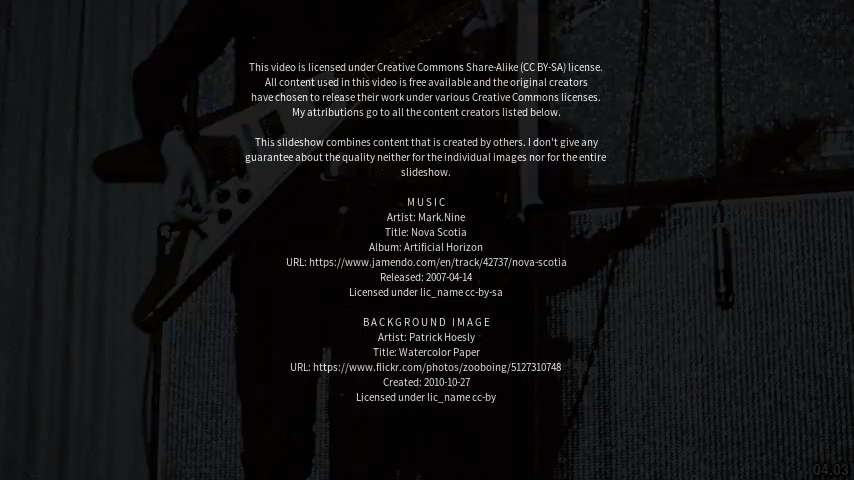 This video is licensed under Creative Commons Share-Alike (CC BY-SA) license.
All content used in this video is free available and the original creators
have chosen to release their work under various Creative Commons licenses.
My attributions go to all the content creators listed below.
This slideshow combines content that is created by others. I don't give any
guarantee about the quality neither for the individual images nor for the entire
slideshow.
MUSIC
Artist: Mark.Nine
Title: Nova Scotia
Album: Artificial Horizon
URL: https://www.jamendo.com/en/track/42737/nova-scotia
Released: 2007-04-14
Licensed under lic_name cc-by-sa
BACKGROUND IMAGE
Artist: Patrick Hoesly
Title: Watercolor Paper
URL: https://www.flickr.com/photos/zooboing/5127310748
Created: 2010-10-27
Licensed under lic_name cc-by
04.03